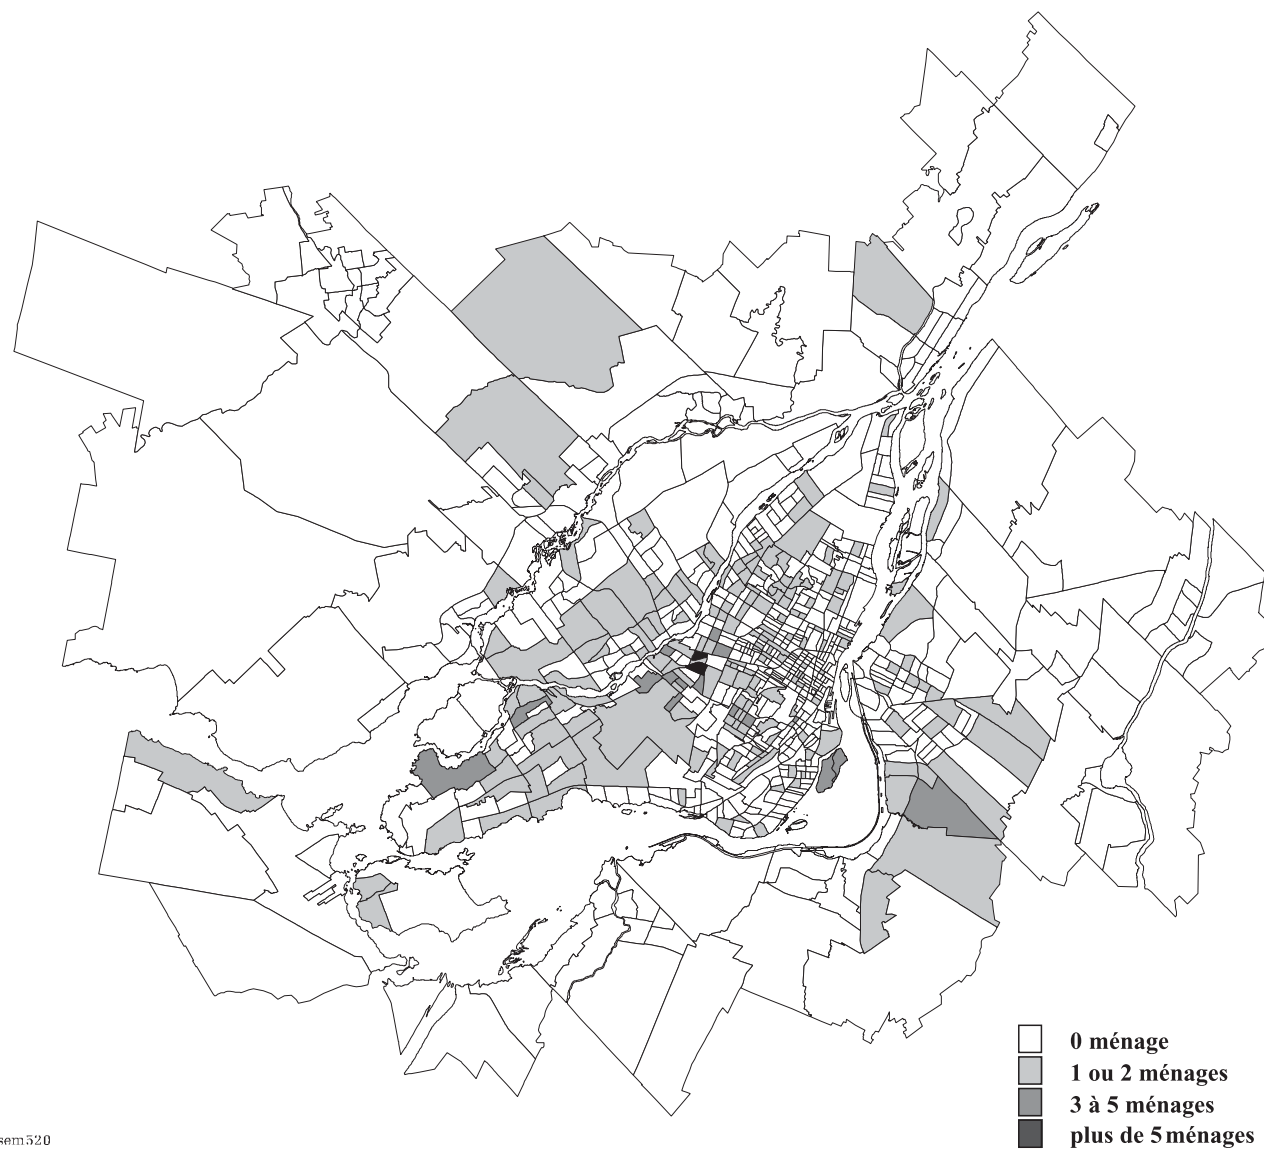 0 ménage
1 ou 2 ménages
3 à 5 ménages
plus de 5 ménages
sem520